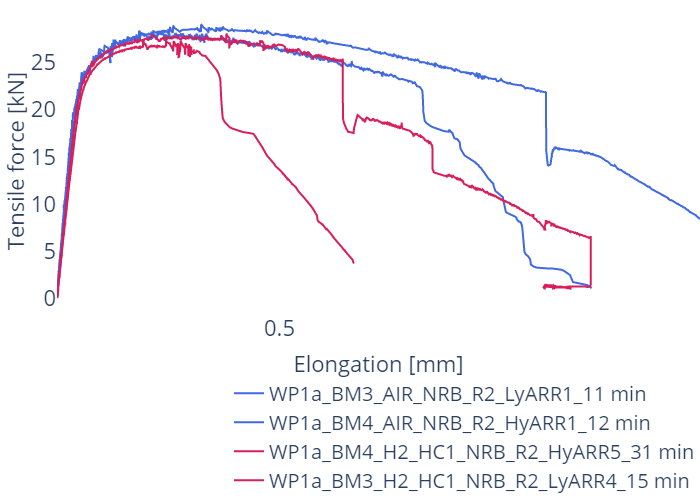 25
20
15
10
5
0
Tensile force [kN]
0.5
Elongation [mm]
WP1a_BM3_AIR_NRB_R2_LyARR1_11 min
WP1a_BM4_AIR_NRB_R2_HyARR1_12 min
WP1a_BM4_H2_HC1_NRB_R2_HyARR5_31 min
WP1a_BM3_H2_HC1_NRB_R2_LyARR4_15 min